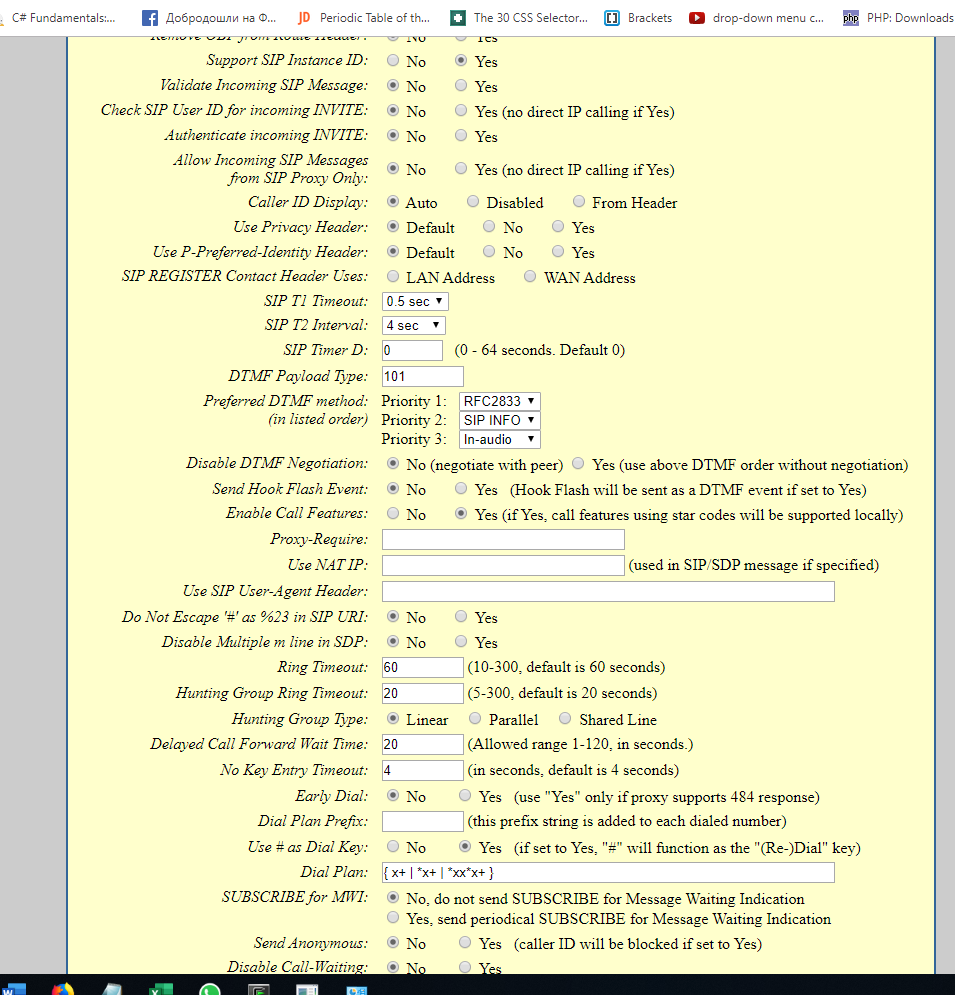 C# Fundamentals:...
Добродошли на Ф...
JD Periodic Table of th...
The 30 CSS Selector...
Brackets
drop-down menu c...
php PHP: Downloads
Remove OBP from Route Header: No Yes
Support SIP Instance ID: No Yes
Validate Incoming SIP Message: No Yes
Check SIP User ID for incoming INVITE: No Yes (no direct IP calling if Yes)
Authenticate incoming INVITE: No Yes
Allow Incoming SIP Messages
from SIP Proxy Only: No Yes (no direct IP calling if Yes)
Caller ID Display: Auto Disabled From Header
Use Privacy Header: Default No Yes
Use P-Preferred-Identity Header: Default No Yes
SIP REGISTER Contact Header Uses: LAN Address WAN Address
SIP T1 Timeout: 0.5 sec
SIP T2 Interval: 4 sec
SIP Timer D: 0 (0 - 64 seconds. Default 0)
DTMF Payload Type: 101
Preferred DTMF method: Priority 1: RFC2833
(in listed order) Priority 2: SIP INFO
Priority 3: In-audio
Disable DTMF Negotiation: No (negotiate with peer) Yes (use above DTMF order without negotiation)
Send Hook Flash Event: No Yes (Hook Flash will be sent as a DTMF event if set to Yes)
Enable Call Features: No Yes (if Yes, call features using star codes will be supported locally)
Proxy-Require:
Use NAT IP: (used in SIP/SDP message if specified)
Use SIP User-Agent Header:
Do Not Escape '#' as %23 in SIP URI: No Yes
Disable Multiple m line in SDP: No Yes
Ring Timeout: 60 (10-300, default is 60 seconds)
Hunting Group Ring Timeout: 20 (5-300, default is 20 seconds)
Hunting Group Type: Linear Parallel Shared Line
Delayed Call Forward Wait Time: 20 (Allowed range 1-120, in seconds.)
No Key Entry Timeout: 4 (in seconds, default is 4 seconds)
Early Dial: No Yes (use "Yes" only if proxy supports 484 response)
Dial Plan Prefix: (this prefix string is added to each dialed number)
Use # as Dial Key: No Yes (if set to Yes, "#" will function as the "(Re-)Dial" key)
Dial Plan: { x+ | *x+ | *xx*x+ }
SUBSCRIBE for MWI: No, do not send SUBSCRIBE for Message Waiting Indication
Yes, send periodical SUBSCRIBE for Message Waiting Indication
Send Anonymous: No Yes (caller ID will be blocked if set to Yes)
Disable Call-Waiting: No Yes